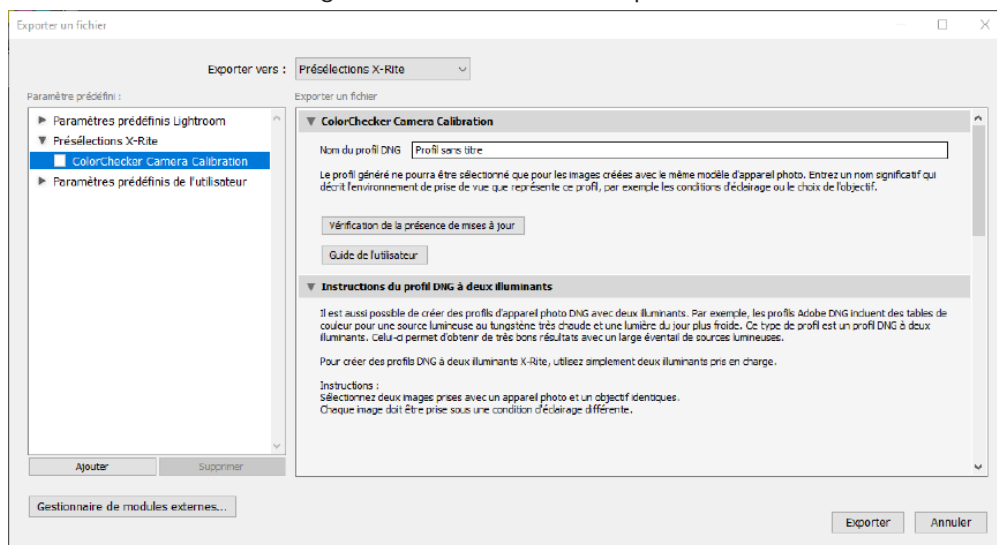 Exporter un fichier
Exporter vers : Présélections X-Rite
Paramètre prédéfini :
Exporter un fichier
Paramètres prédéfinis Lightroom
Présélections X-Rite
ColorChecker Camera Calibration
Paramètres prédéfinis de l'utilisateur
Ajouter
Supprimer
Gestionnaire de modules externes...
ColorChecker Camera Calibration
Nom du profil DNG Profil sans titre
Le profil généré ne pourra être sélectionné que pour les images créées avec le même modèle d'appareil photo. Entrez un nom significatif qui
décrit l'environnement de prise de vue que représente ce profil, par exemple les conditions d'éclairage ou le choix de l'objectif.
Vérification de la présence de mises à jour
Guide de l'utilisateur
Instructions du profil DNG à deux illuminants
Il est aussi possible de créer des profils d'appareil photo DNG avec deux illuminants. Par exemple, les profils Adobe DNG incluent des tables de
couleur pour une source lumineuse au tungstène très chaude et une lumière du jour plus froide. Ce type de profil est un profil DNG à deux
illuminants. Celui-ci permet d'obtenir de très bons résultats avec un large éventail de sources lumineuses.
Pour créer des profils DNG à deux illuminants X-Rite, utilisez simplement deux illuminants pris en charge.
Instructions :
Sélectionnez deux images prises avec un appareil photo et un objectif identiques.
Chaque image doit être prise sous une condition d'éclairage différente.
Exporter
Annuler